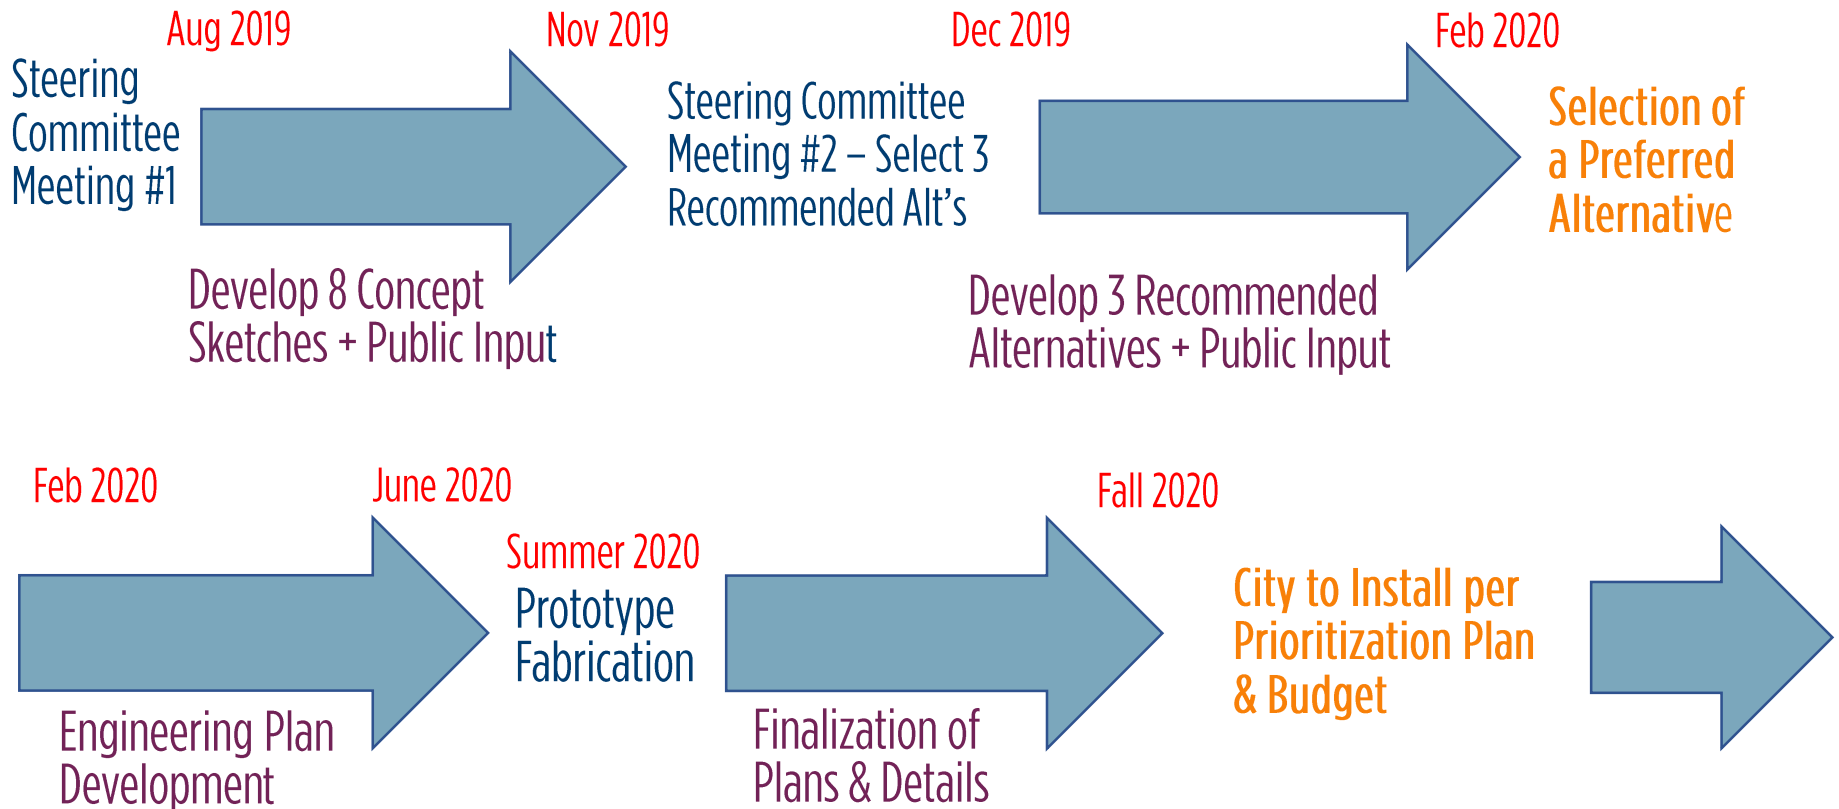 Aug 2019
Nov 2019
Dec 2019
Feb 2020
Steering
Committee
Meeting #1
Steering Committee
Meeting #2 – Select 3
Recommended Alt’s
Selection of
a Preferred
Alternative
Develop 8 Concept
Sketches + Public Input
Develop 3 Recommended
Alternatives + Public Input
Feb 2020
June 2020
Summer 2020
Prototype
Fabrication
Fall 2020
City to Install per
Prioritization Plan
& Budget
Engineering Plan
Development
Finalization of
Plans & Details